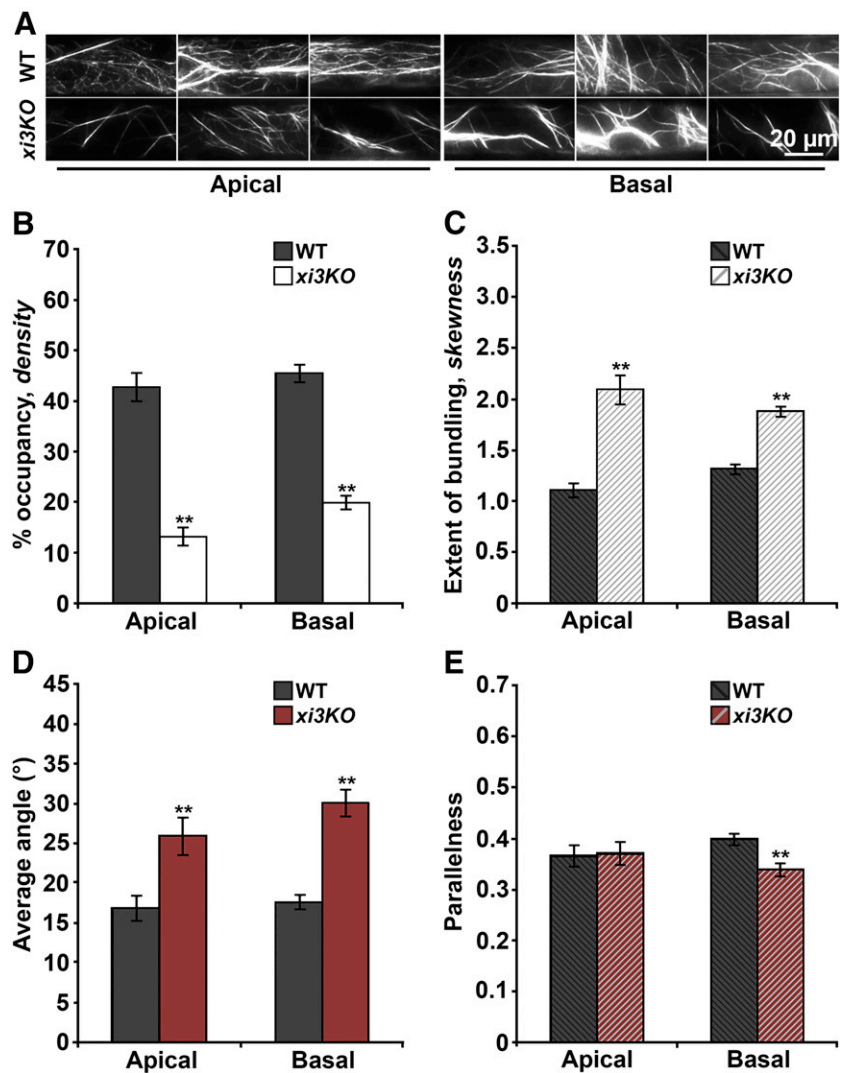 A
WT
xi3KO
20 µm
Apical Basal
B
% occupancy, density
70
60
50
40
30
20
10
0
WT
xi3KO
**
**
Apical Basal
C
Extent of bundling, skewness
3.5
3.0
2.5
2.0
1.5
1.0
0.5
0
WT
xi3KO
**
**
Apical Basal
D
Average angle (°)
45
40
35
30
25
20
15
10
5
0
WT
xi3KO
**
**
Apical Basal
E
Parallelness
0.7
0.6
0.5
0.4
0.3
0.2
0.1
0
WT
xi3KO
**
Apical Basal